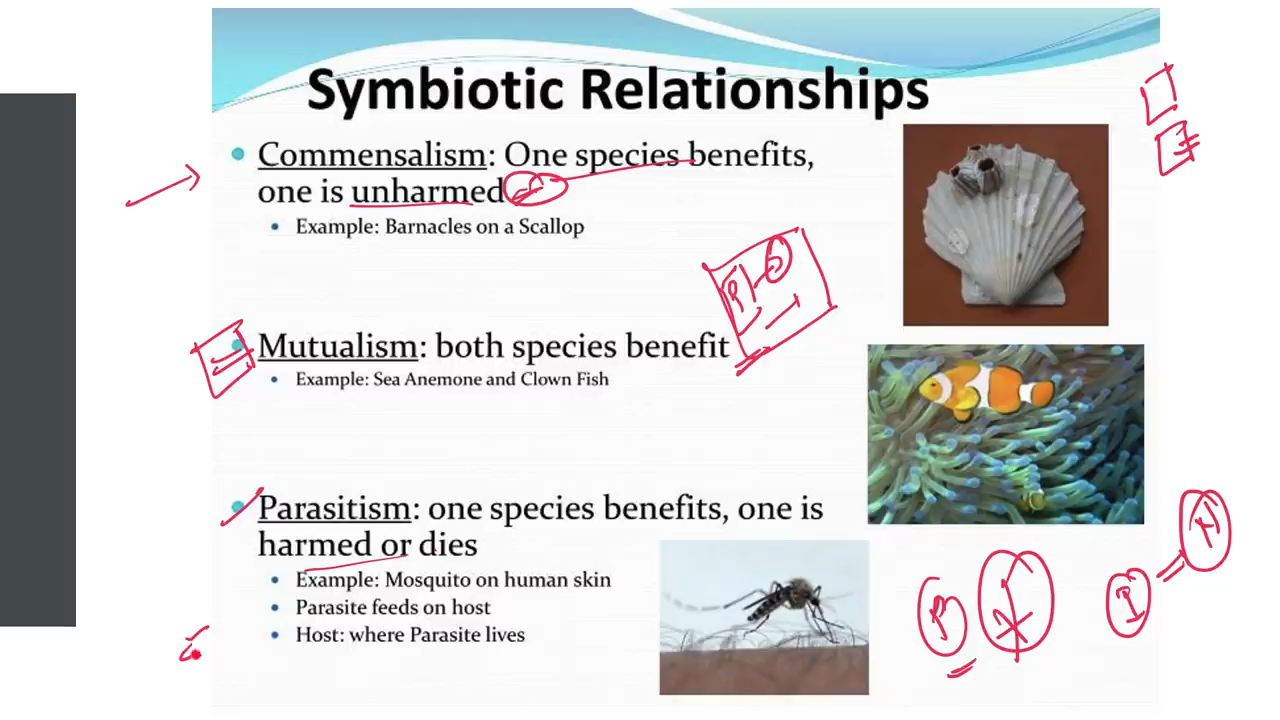 Symbiotic Relationships
• Commensalism: One species benefits,
one is unharmed
• Example: Barnacles on a Scallop
• Mutualism: both species benefit
• Example: Sea Anemone and Clown Fish
• Parasitism: one species benefits, one is
harmed or dies
• Example: Mosquito on human skin
• Parasite feeds on host
• Host: where Parasite lives